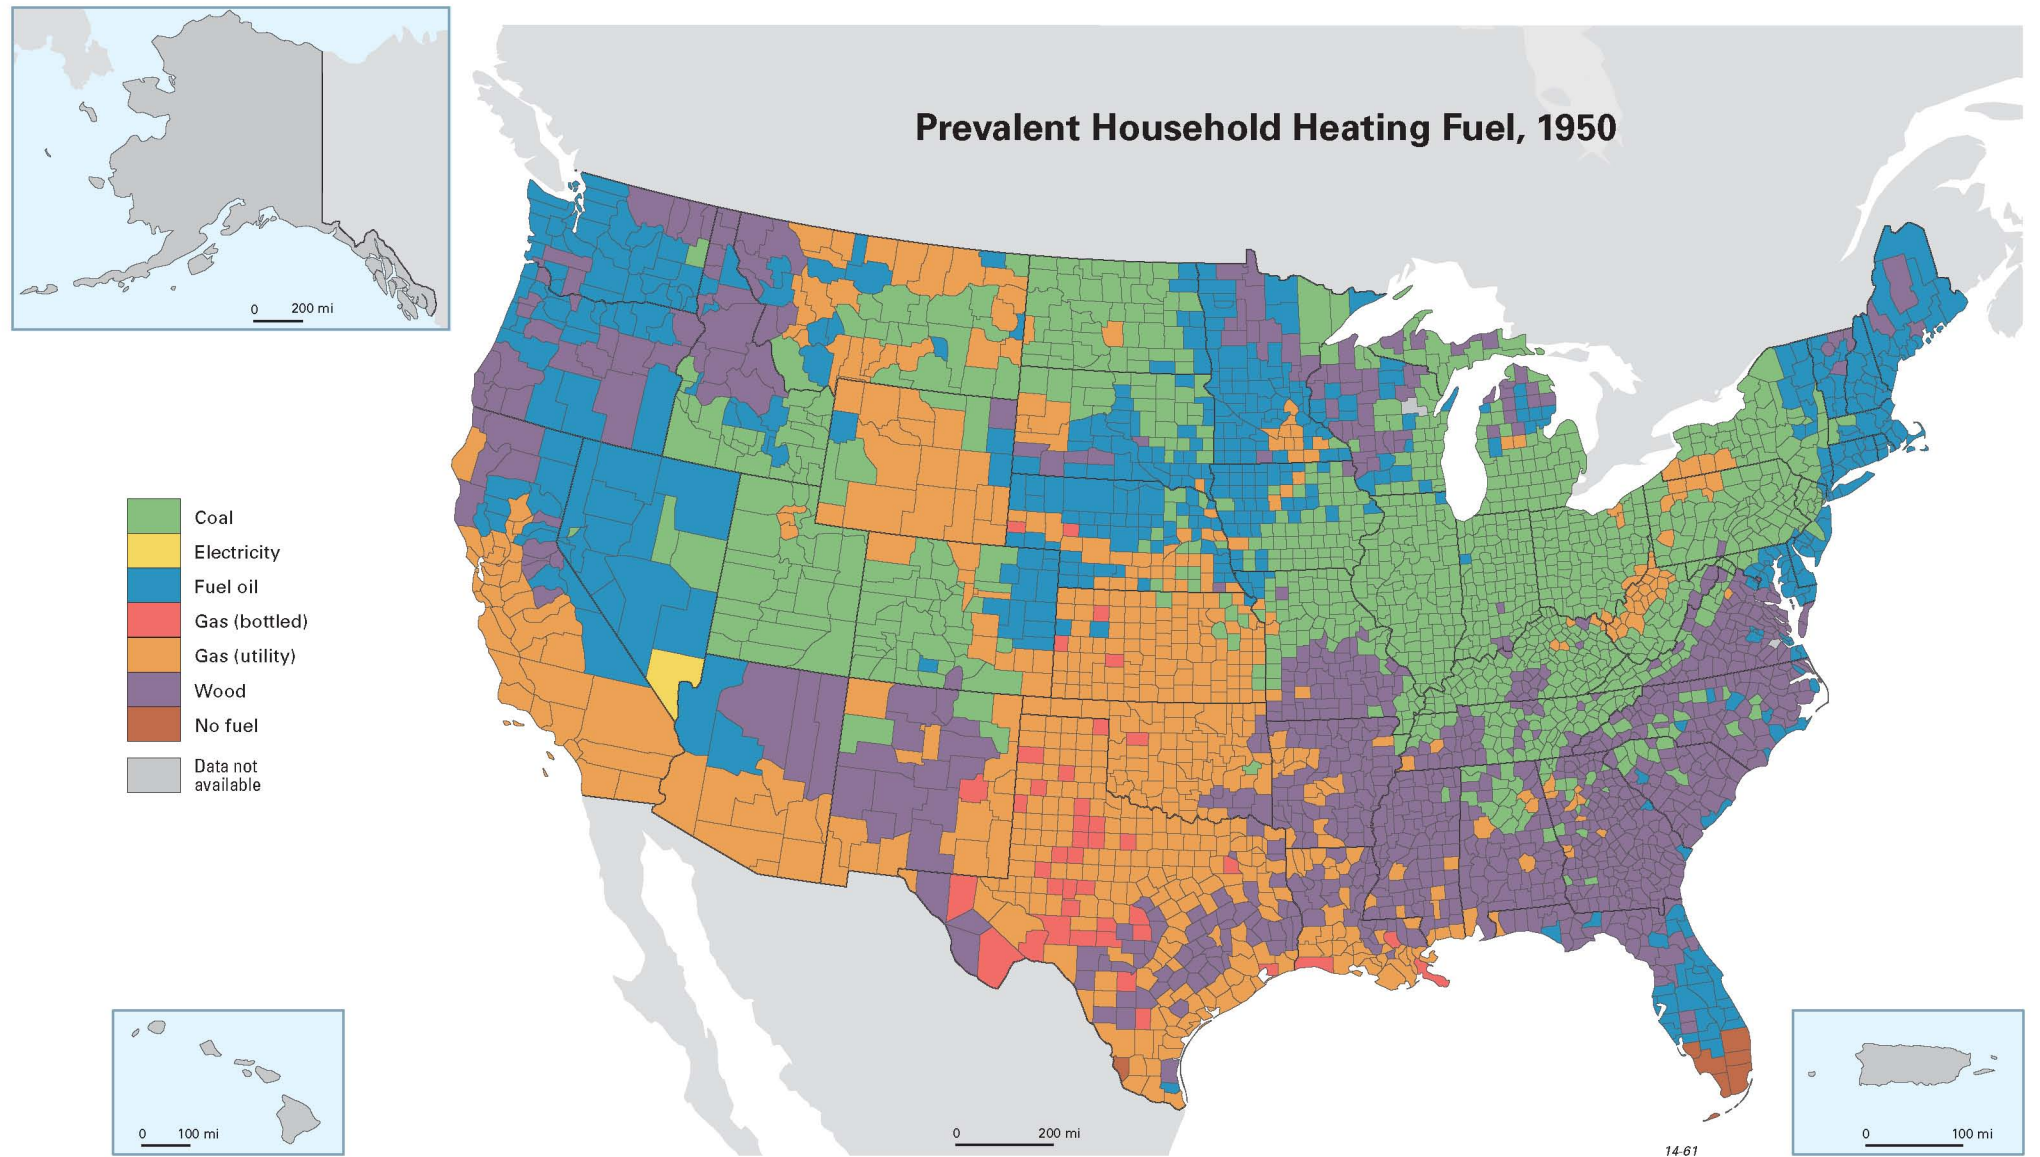 Prevalent Household Heating Fuel, 1950
0 200 mi
Coal
Electricity
Fuel oil
Gas (bottled)
Gas (utility)
Wood
No fuel
Data not
available
0 100 mi
0 200 mi
14-61
0 100 mi